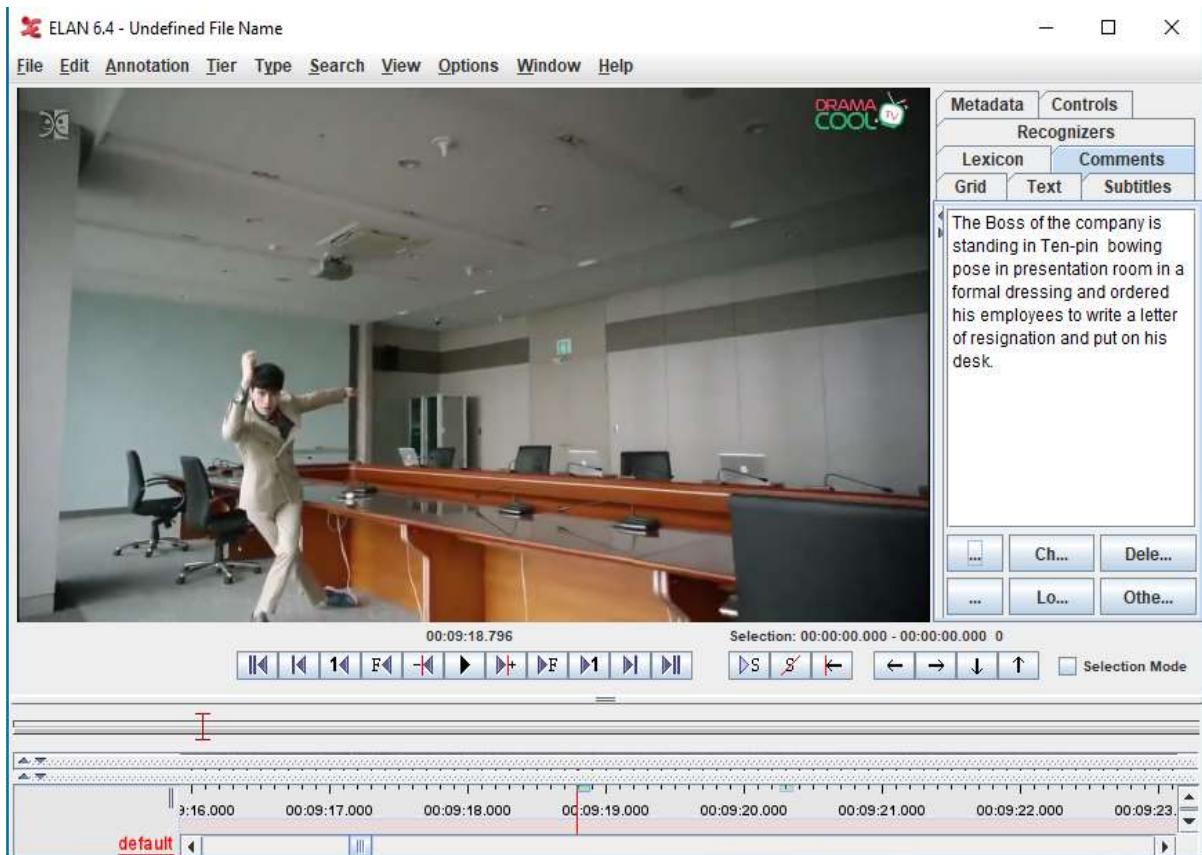 ELAN 6.4 - Undefined File Name
File Edit Annotation Tier Type Search View Options Window Help
DRAMA
COOL TV
Metadata Controls
Recognizers
Lexicon Comments
Grid Text Subtitles
The Boss of the company is
standing in Ten-pin bowing
pose in presentation room in a
formal dressing and ordered
his employees to write a letter
of resignation and put on his
desk.
... Ch... Dele...
... Lo... Othe...
00:09:18.796 Selection: 00:00:00.000 - 00:00:00.000 0
1 F - + F 1 S S Selection Mode
9:16.000 00:09:17.000 00:09:18.000 00:09:19.000 00:09:20.000 00:09:21.000 00:09:22.000 00:09:23.
default